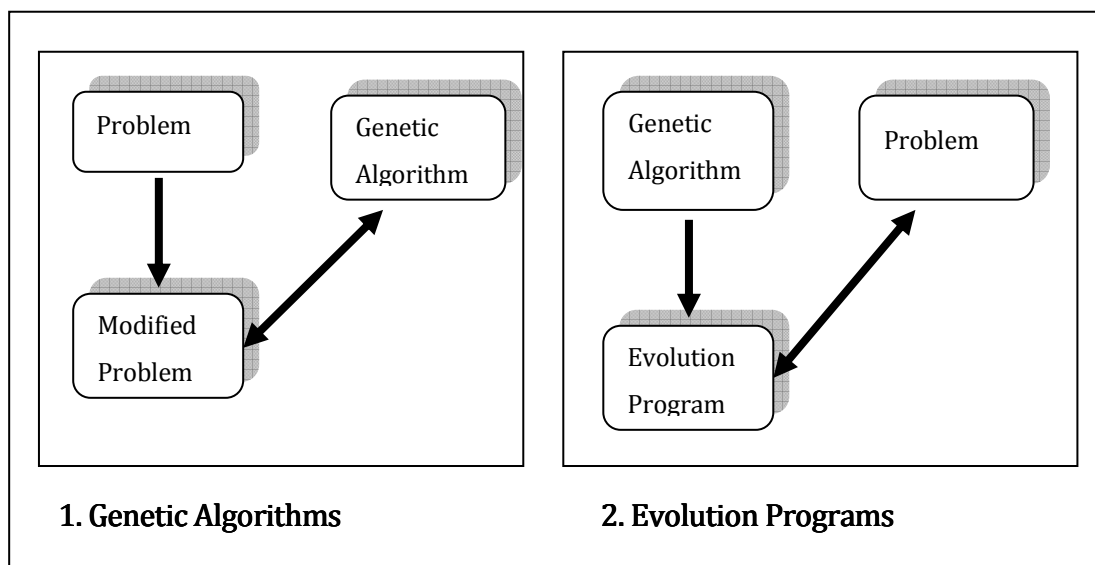 Problem
Genetic
Algorithm
Modified
Problem
1. Genetic Algorithms
Genetic
Algorithm
Problem
Evolution
Program
2. Evolution Programs